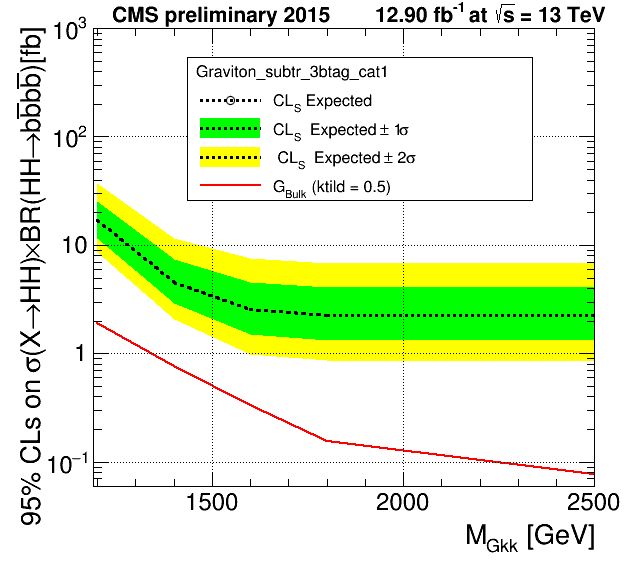 CMS preliminary 2015 12.90 fb⁻¹ at √s = 13 TeV
95% CLs on σ(X→HH)×BR(HH→bb̅bb̅)[fb]
10³
10²
10
1
10⁻¹
Graviton_subtr_3btag_cat1
CL_S Expected
CL_S Expected ± 1σ
CL_S Expected ± 2σ
G_Bulk (ktild = 0.5)
1500 2000 2500
M_Gkk [GeV]